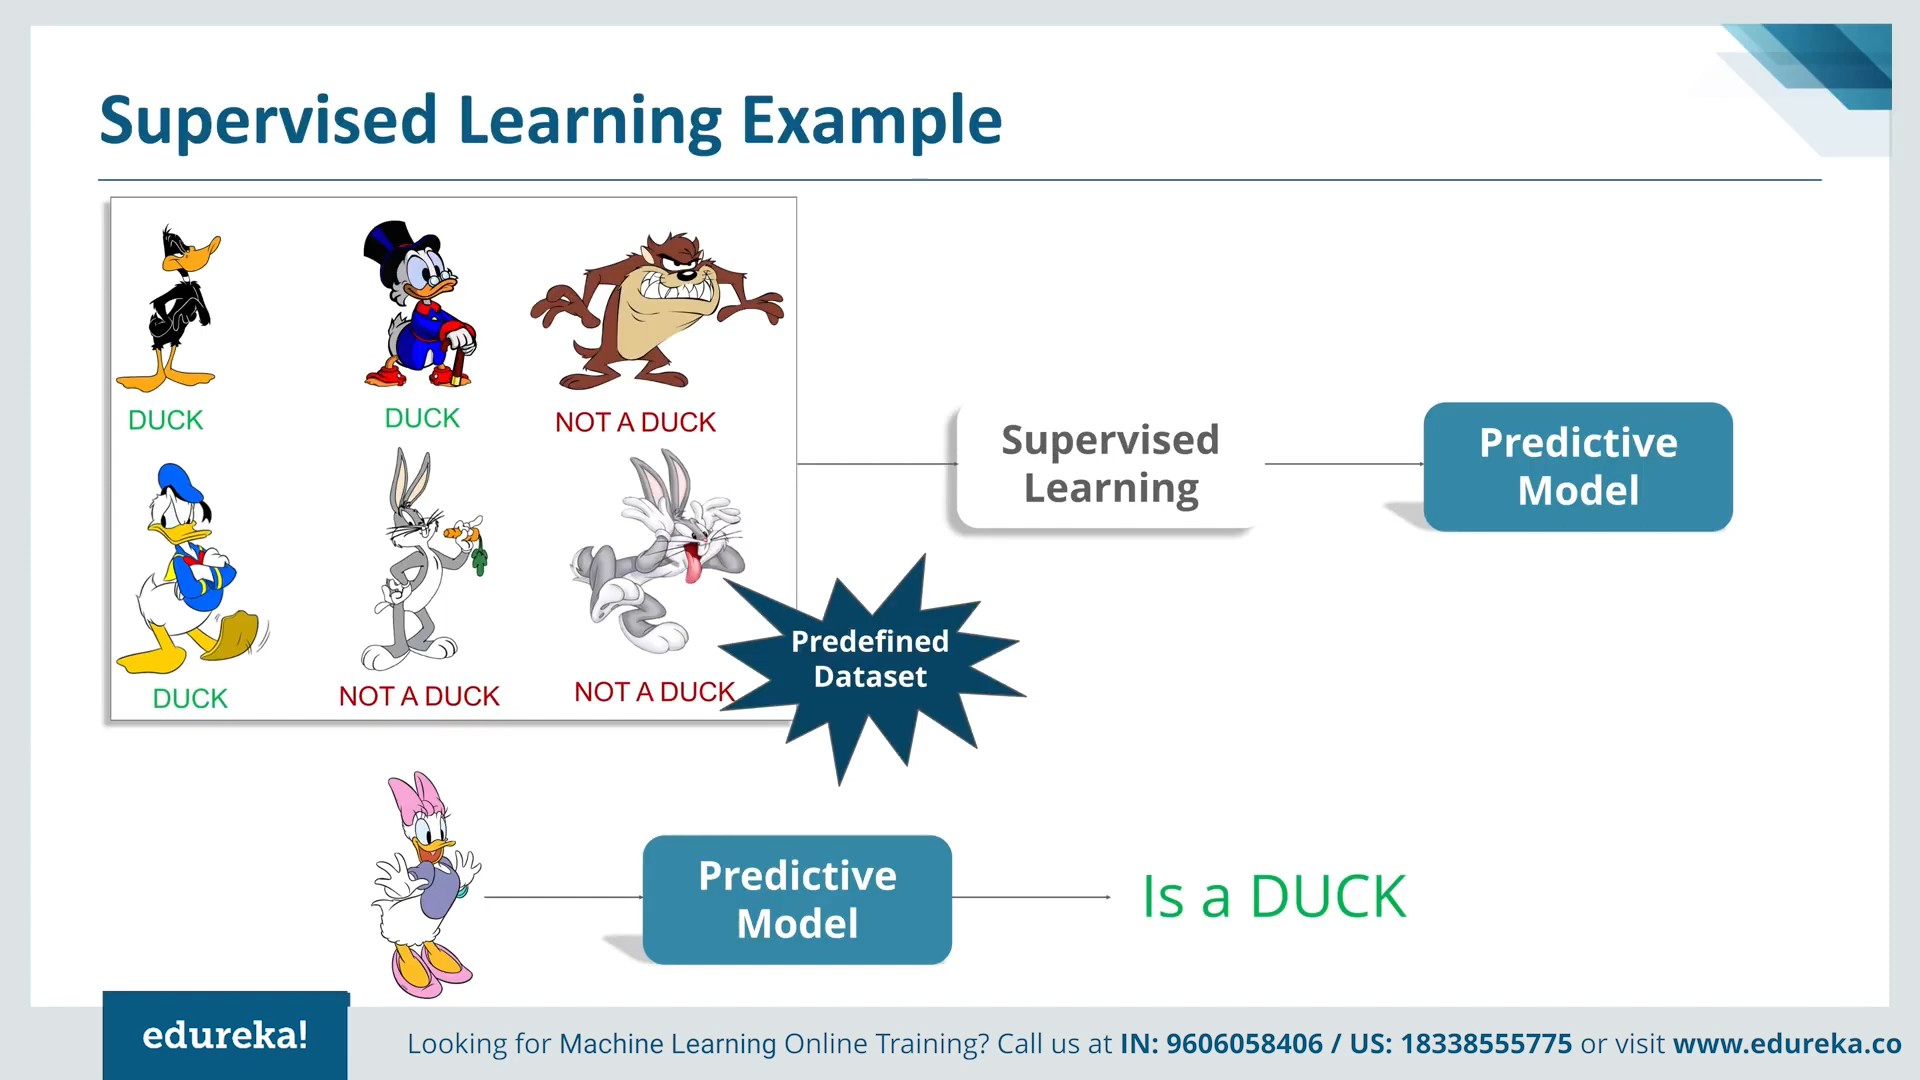 Supervised Learning Example
DUCK
DUCK
NOT A DUCK
DUCK
NOT A DUCK
NOT A DUCK
Predefined
Dataset
Supervised
Learning
Predictive
Model
Predictive
Model
Is a DUCK
edureka!
Looking for Machine Learning Online Training? Call us at IN: 9606058406 / US: 18338555775 or visit www.edureka.co